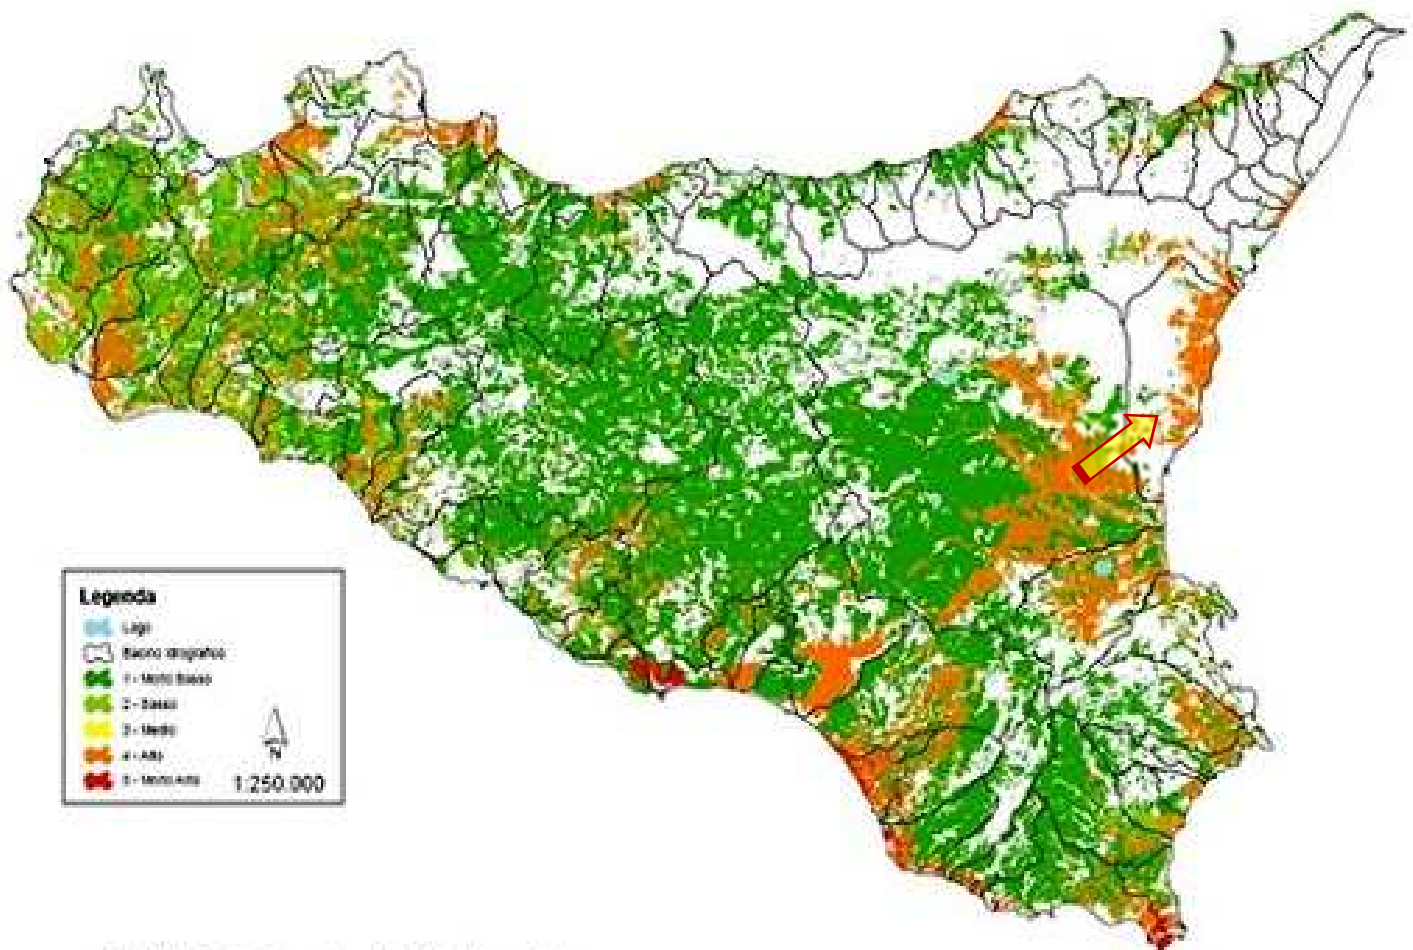 Legenda
Lago
Bacino Idrografico
1 - Molto Basso
2 - Basso
3 - Medio
4 - Alto
5 - Molto Alto
N
1:250.000